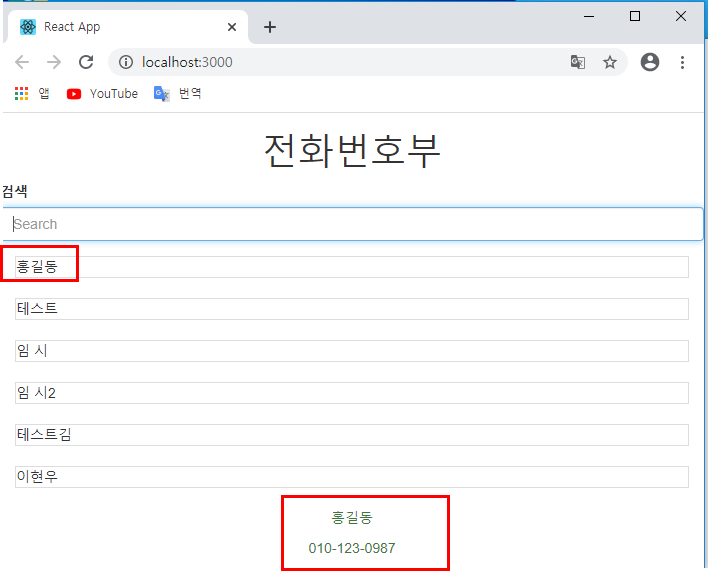 React App
localhost:3000
앱 YouTube 번역
전화번호부
검색
Search
홍길동
테스트
임 시
임 시2
테스트김
이현우
홍길동
010-123-0987